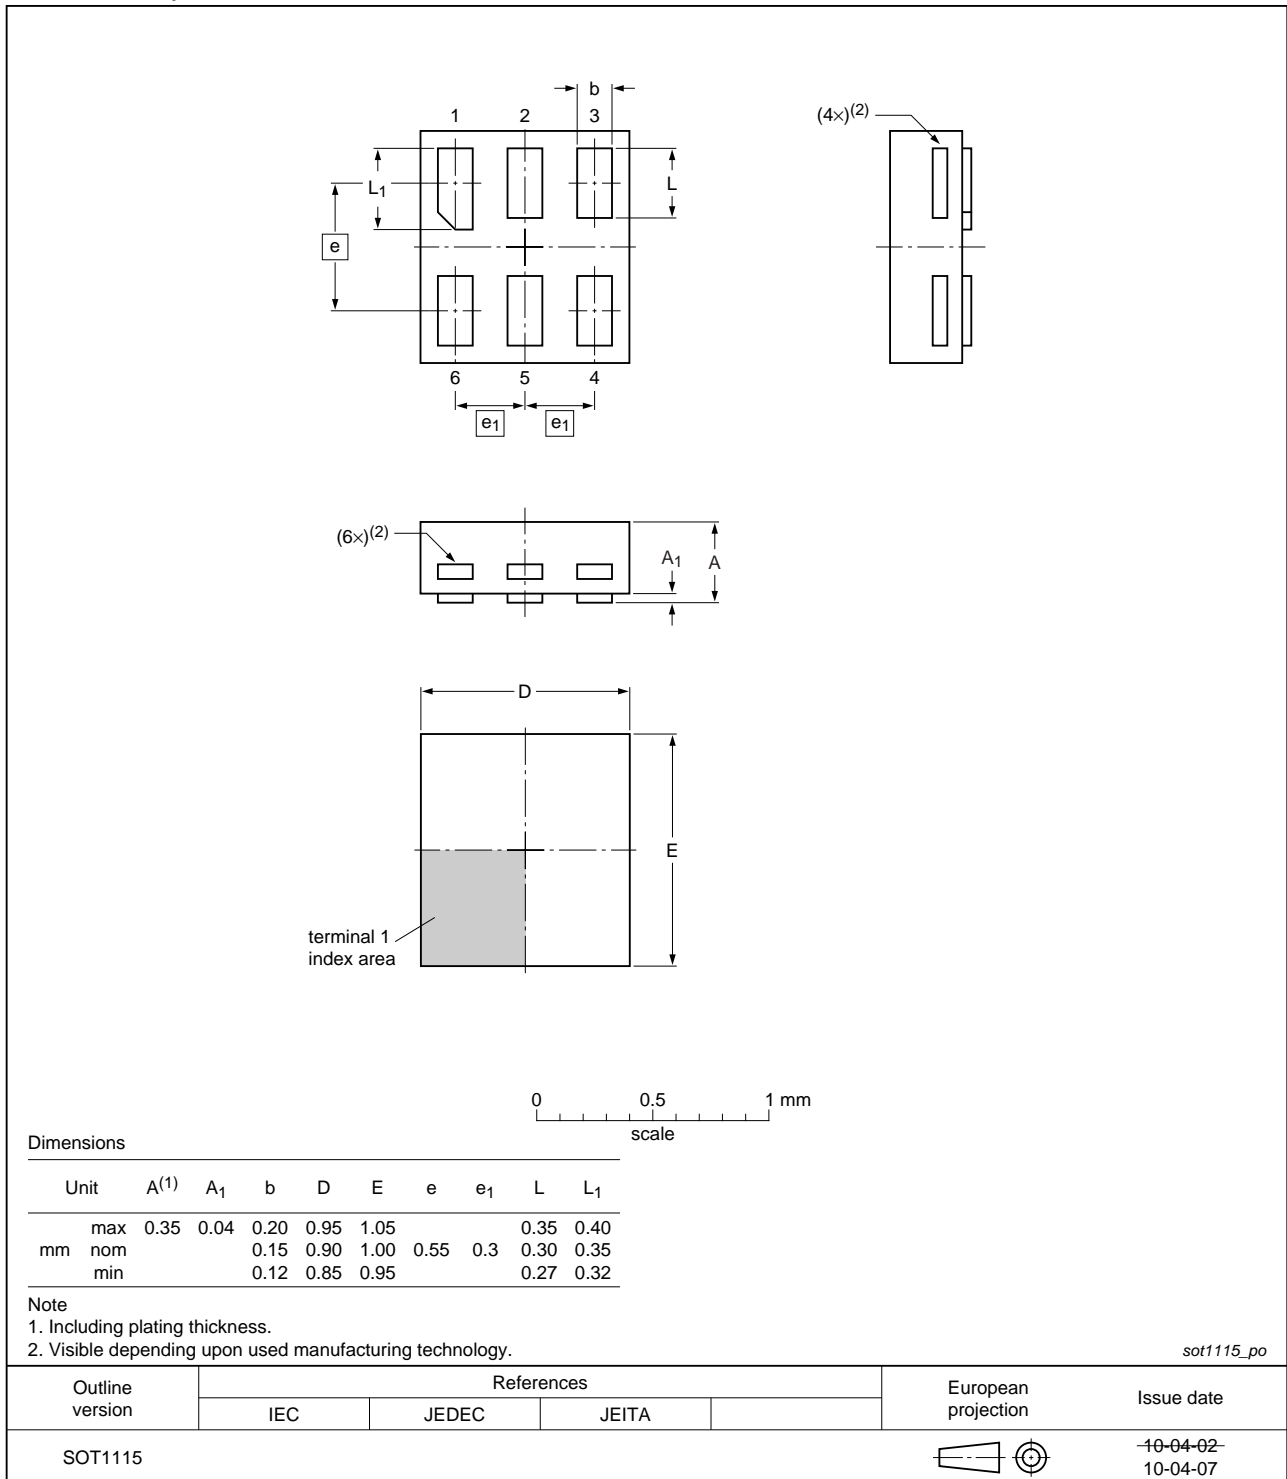 b
1 2 3
(4×)(2)
L1
L
e
6 5 4
e1 e1
(6×)(2)
A1 A
D
E
terminal 1
index area
0 0.5 1 mm
scale
Dimensions
Unit A(1) A1 b D E e e1 L L1
max 0.35 0.04 0.20 0.95 1.05 0.35 0.40
mm nom 0.15 0.90 1.00 0.55 0.3 0.30 0.35
min 0.12 0.85 0.95 0.27 0.32
Note
1. Including plating thickness.
2. Visible depending upon used manufacturing technology.
sot1115_po
Outline version References European projection Issue date
IEC JEDEC JEITA
SOT1115 10-04-02
10-04-07